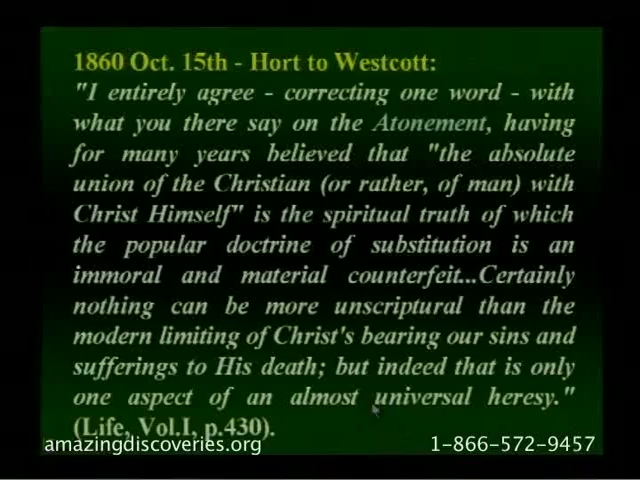 1860 Oct. 15th - Hort to Westcott:
"I entirely agree - correcting one word - with
what you there say on the Atonement, having
for many years believed that "the absolute
union of the Christian (or rather, of man) with
Christ Himself" is the spiritual truth of which
the popular doctrine of substitution is an
immoral and material counterfeit...Certainly
nothing can be more unscriptural than the
modern limiting of Christ's bearing our sins and
sufferings to His death; but indeed that is only
one aspect of an almost universal heresy."
(Life, Vol.I, p.430).
amazingdiscoveries.org 1-866-572-9457